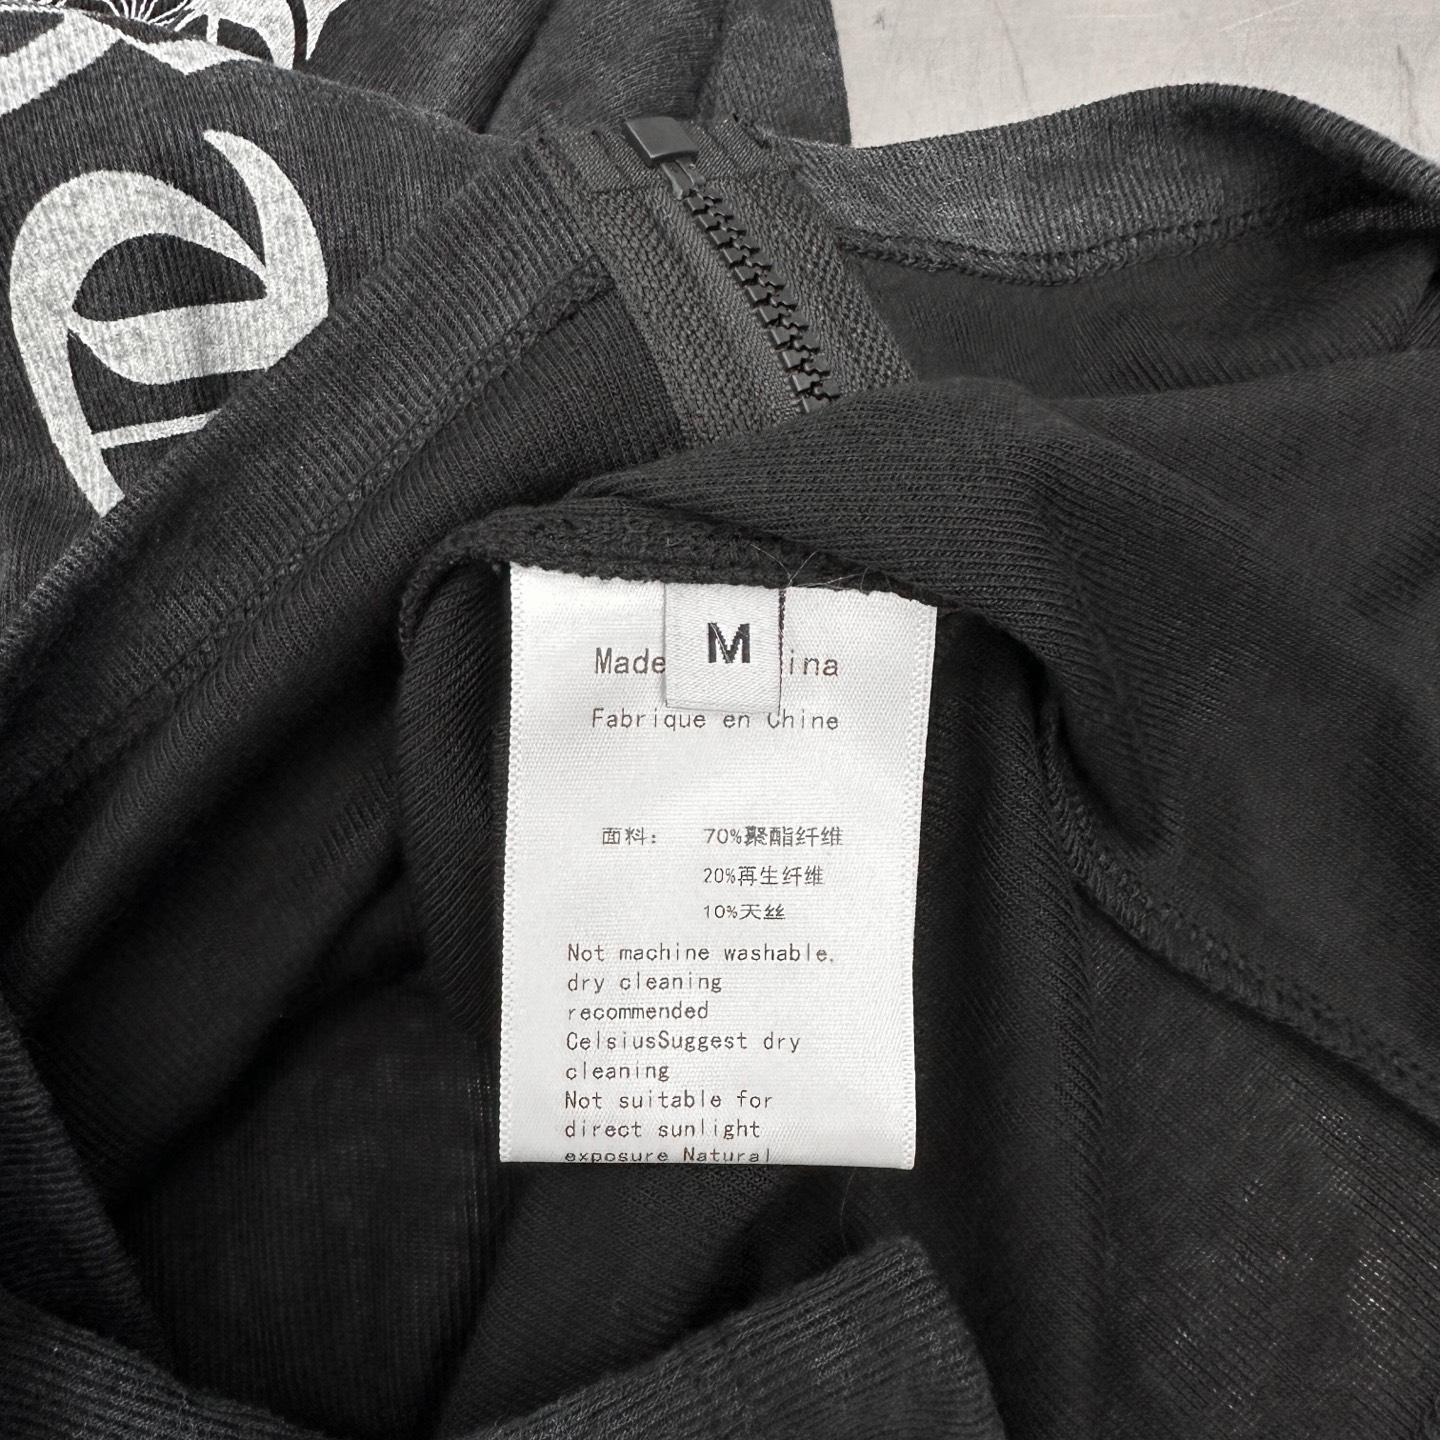 M
Made ina
Fabrique en Chine
面料： 70%聚酯纤维
20%再生纤维
10%天丝
Not machine washable,
dry cleaning
recommended
CelsiusSuggest dry
cleaning
Not suitable for
direct sunlight
exposure Natural